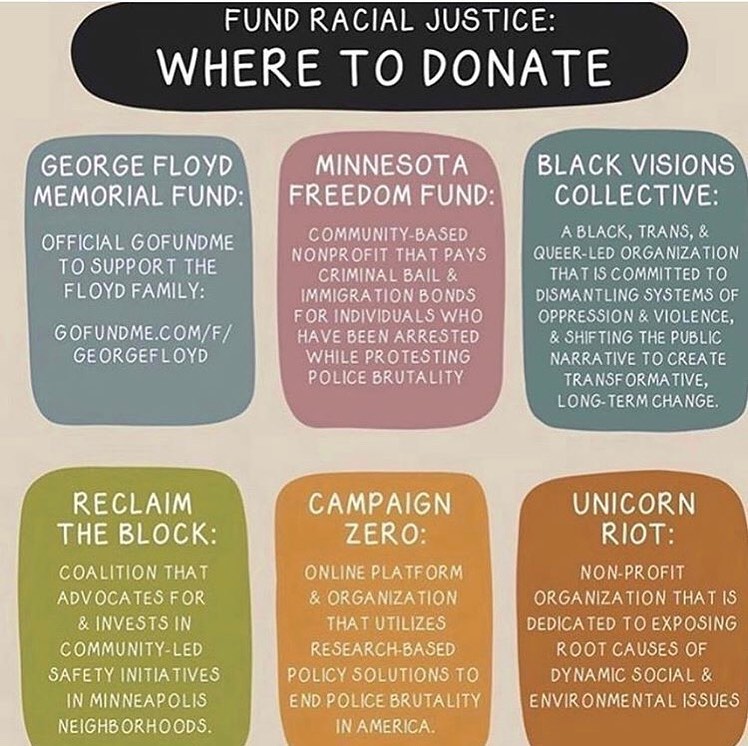 FUND RACIAL JUSTICE:
WHERE TO DONATE
GEORGE FLOYD
MEMORIAL FUND:
OFFICIAL GOFUNDME
TO SUPPORT THE
FLOYD FAMILY:
GOFUNDME.COM/F/
GEORGEFLOYD
MINNESOTA
FREEDOM FUND:
COMMUNITY-BASED
NONPROFIT THAT PAYS
CRIMINAL BAIL &
IMMIGRATION BONDS
FOR INDIVIDUALS WHO
HAVE BEEN ARRESTED
WHILE PROTESTING
POLICE BRUTALITY
BLACK VISIONS
COLLECTIVE:
A BLACK, TRANS, &
QUEER-LED ORGANIZATION
THAT IS COMMITTED TO
DISMANTLING SYSTEMS OF
OPPRESSION & VIOLENCE,
& SHIFTING THE PUBLIC
NARRATIVE TO CREATE
TRANSFORMATIVE,
LONG-TERM CHANGE.
RECLAIM
THE BLOCK:
COALITION THAT
ADVOCATES FOR
& INVESTS IN
COMMUNITY-LED
SAFETY INITIATIVES
IN MINNEAPOLIS
NEIGHBORHOODS.
CAMPAIGN
ZERO:
ONLINE PLATFORM
& ORGANIZATION
THAT UTILIZES
RESEARCH-BASED
POLICY SOLUTIONS TO
END POLICE BRUTALITY
IN AMERICA.
UNICORN
RIOT:
NON-PROFIT
ORGANIZATION THAT IS
DEDICATED TO EXPOSING
ROOT CAUSES OF
DYNAMIC SOCIAL &
ENVIRONMENTAL ISSUES